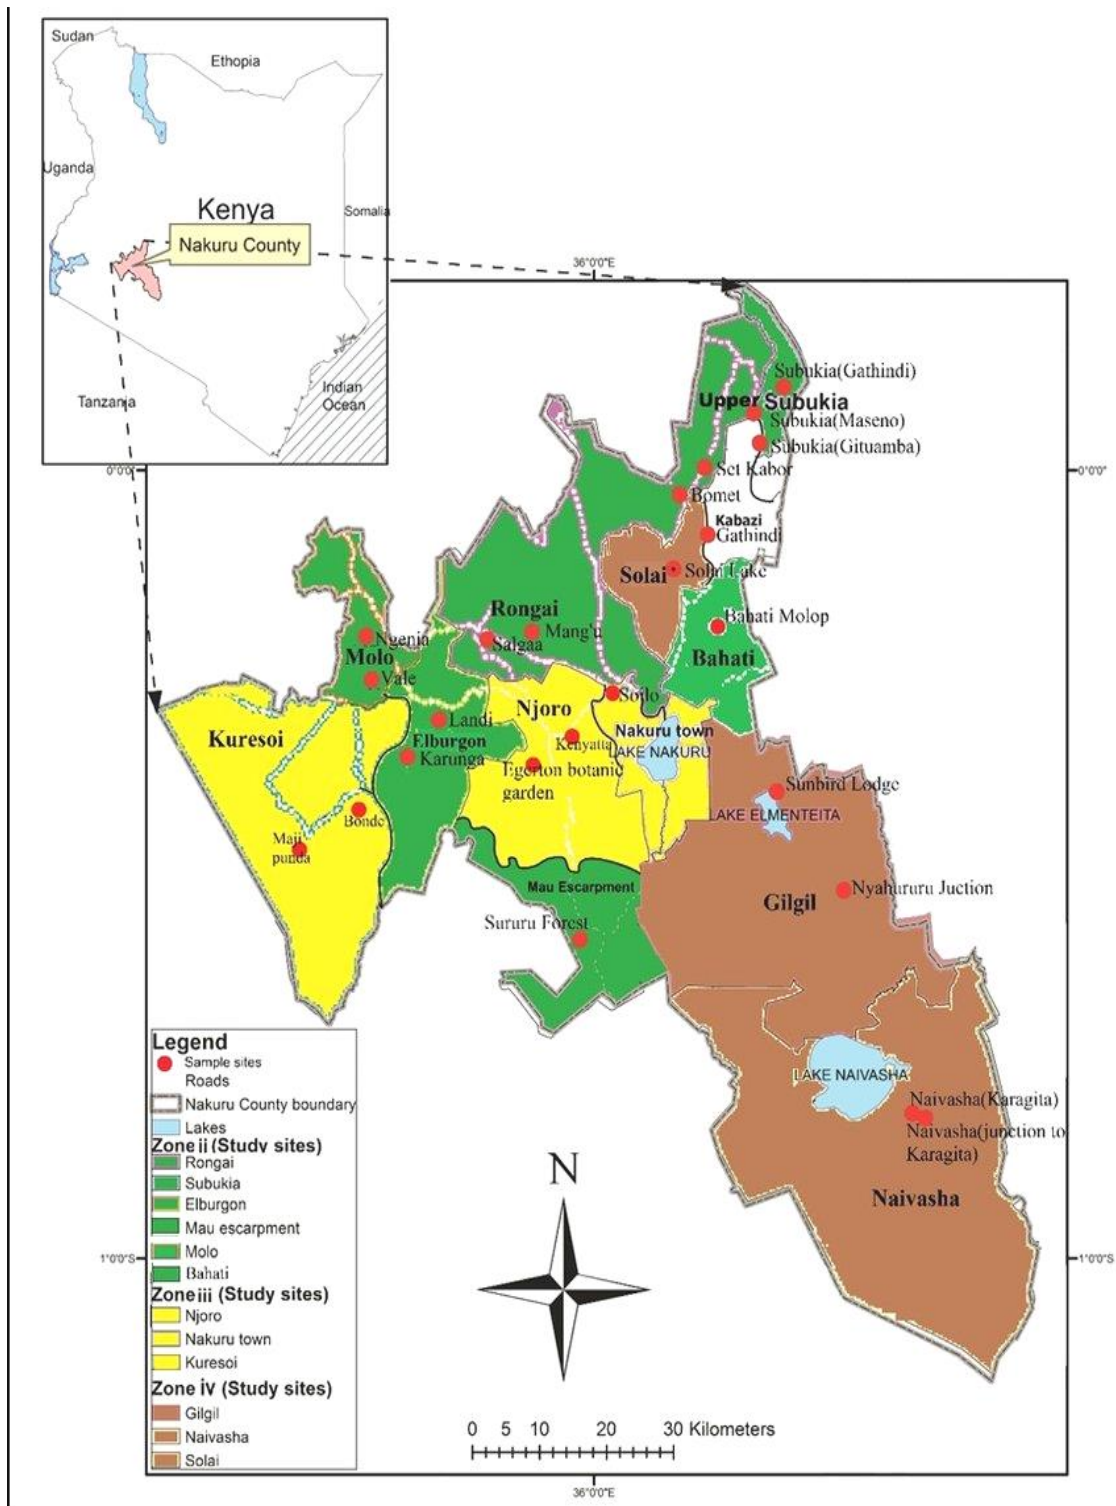 Sudan
Ethopia
Uganda
Kenya
Somalia
Nakuru County
Tanzania
Indian
Ocean
36°0'0"E
0°0'0"
0°0'0"
Subukia(Gathindi)
Upper Subukia
Subukia(Maseno)
Subukia(Gituamba)
Set Kabor
Bomet
Kabazi
Gathindi
Solai
Solai Lake
Rongai
Bahati Molop
Ngenia
Salgaa
Mang'u
Molo
Bahati
Vale
Soilo
Njoro
Kuresoi
Landi
Nakuru town
Elburgon
Kenyatta
LAKE NAKURU
Karunga
Egerton botanic
garden
Sunbird Lodge
Bonde
LAKE ELMENTEITA
Maji
punda
Mau Escarpment
Nyahururu Juction
Gilgil
Sururu Forest
LAKE NAIVASHA
Naivasha(Karagita)
Naivasha(junction to
Karagita)
Naivasha
Legend
Sample sites
Roads
Nakuru County boundary
Lakes
Zone ii (Study sites)
Rongai
Subukia
Elburgon
Mau escarpment
Molo
Bahati
Zone iii (Study sites)
Njoro
Nakuru town
Kuresoi
Zone iv (Study sites)
Gilgil
Naivasha
Solai
N
1°0'0"S
1°0'0"S
0 5 10 20 30 Kilometers
36°0'0"E